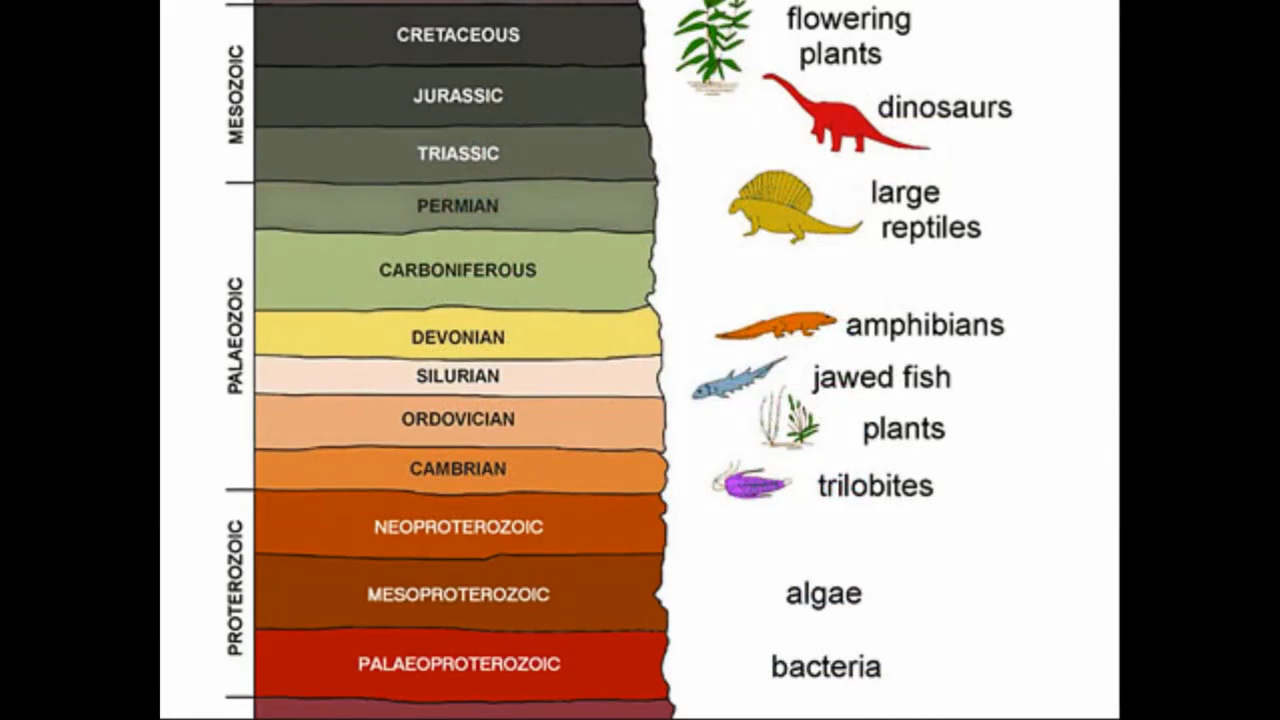 MESOZOIC
CRETACEOUS
JURASSIC
TRIASSIC
PALAEOZOIC
PERMIAN
CARBONIFEROUS
DEVONIAN
SILURIAN
ORDOVICIAN
CAMBRIAN
PROTEROZOIC
NEOPROTEROZOIC
MESOPROTEROZOIC
PALAEOPROTEROZOIC
flowering
plants
dinosaurs
large
reptiles
amphibians
jawed fish
plants
trilobites
algae
bacteria